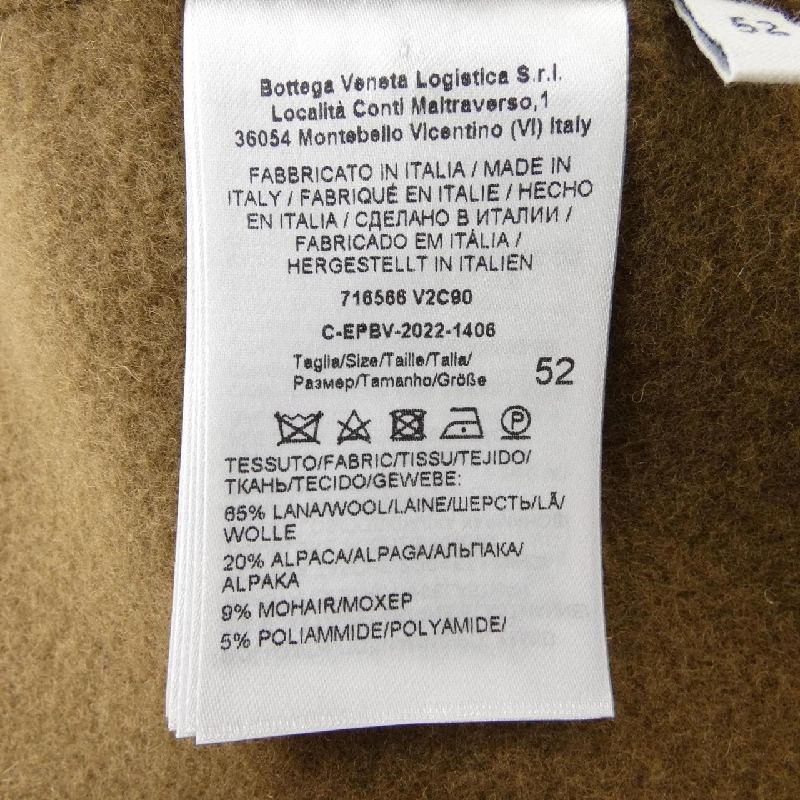 52
Bottega Veneta Logistica S.r.l.
Località Conti Maltraverso,1
36054 Montebello Vicentino (VI) Italy
FABBRICATO IN ITALIA / MADE IN
ITALY / FABRIQUÉ EN ITALIE / HECHO
EN ITALIA / СДЕЛАНО В ИТАЛИИ /
FABRICADO EM ITÁLIA /
HERGESTELLT IN ITALIEN
716566 V2C90
C-EPBV-2022-1406
Taglia/Size/Taille/Talla/
Размер/Tamanho/Größe 52
P
TESSUTO/FABRIC/TISSU/TEJIDO/
ТКАНЬ/TECIDO/GEWEBE:
65% LANA/WOOL/LAINE/ШЕРСТЬ/LÃ/
WOLLE
20% ALPACA/ALPAGA/АЛЬПАКА/
ALPAKA
9% MOHAIR/МОХЕР
5% POLIAMMIDE/POLYAMIDE/